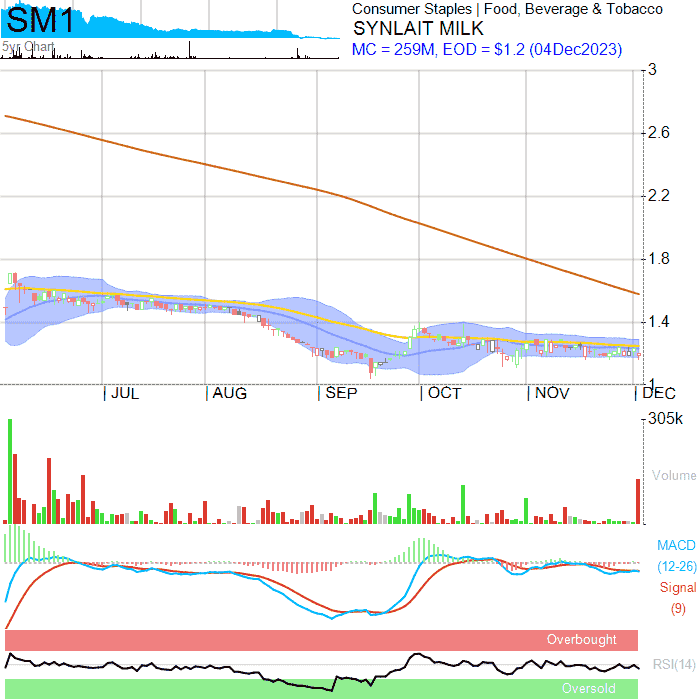 SM1
5yr Chart
Consumer Staples | Food, Beverage & Tobacco
SYNLAIT MILK
MC = 259M, EOD = $1.2 (04Dec2023)
3
2.6
2.2
1.8
1.4
1
JUL
AUG
SEP
OCT
NOV
DEC
305k
Volume
MACD
(12-26)
Signal
(9)
Overbought
RSI(14)
Oversold